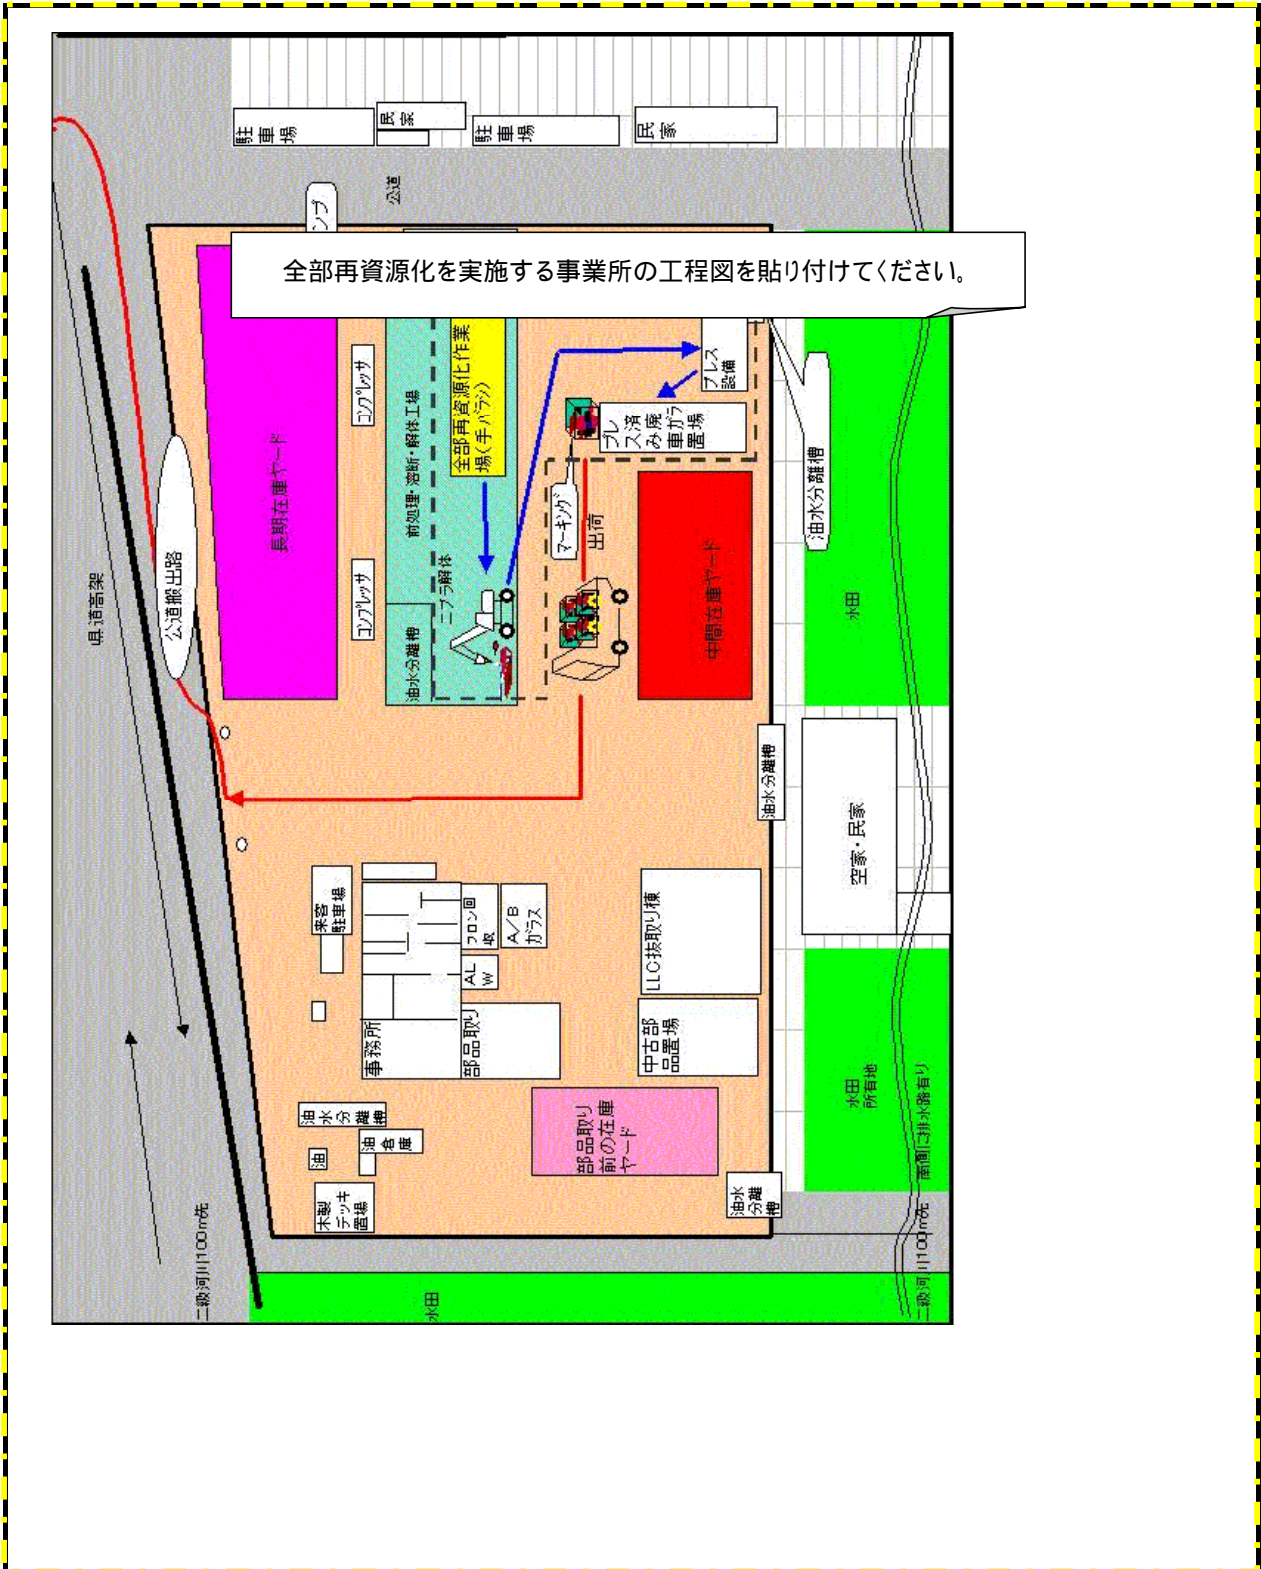 駐車場
民家
駐車場
民家
公道
ンプ
全部再資源化を実施する事業所の工程図を貼り付けてください。
長期在庫ヤード
コンプレッサ
コンプレッサ
前処理・溶断・解体工場
全部再資源化作業
場(手バラシ)
ニブラ解体
油水分離槽
プレス
設備
プレ
ス済
み廃
車ガラ
置場
マーキング
出荷
中間在庫ヤード
油水分離槽
水田
県道高架
公道搬出路
油水分離槽
空家・民家
来客
駐車場
フロン回
収
A/B
ガラス
AL
W
事務所
部品取り
LLC抜取り棟
中古部
品置場
部品取り
前の在庫
ヤード
油水分離槽
油
油倉庫
木製
デッキ
置場
油水
分離
槽
水田
所有地
南側に排水路有り
二級河川100m先
二級河川100m先
水田